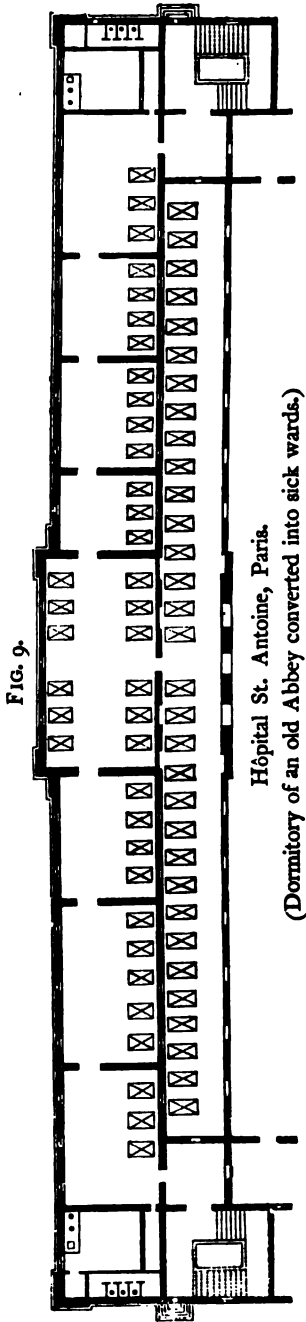 FIG. 9.
Hôpital St. Antoine, Paris.
(Dormitory of an old Abbey converted into sick wards.)